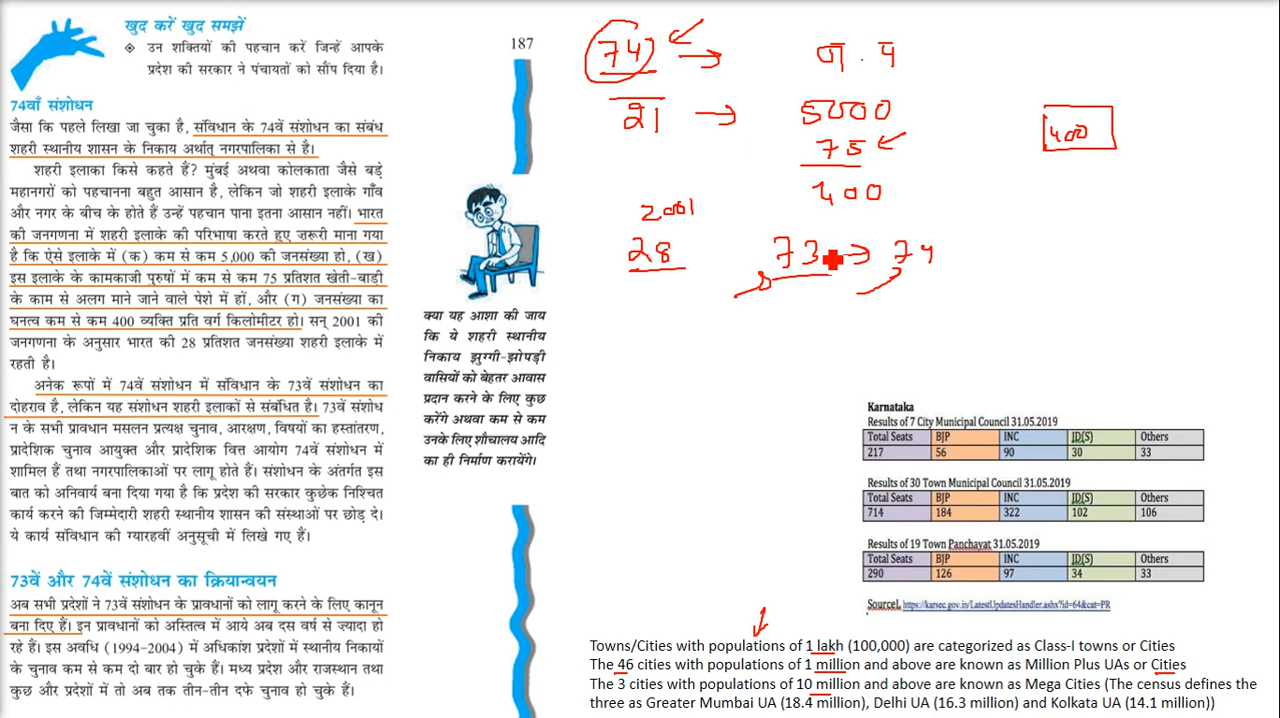 खुद करें खुद समझें
उन शक्तियों की पहचान करें जिन्हें आपके
प्रदेश की सरकार ने पंचायतों को सौंप दिया है।
74वाँ संशोधन
जैसा कि पहले लिखा जा चुका है, संविधान के 74वें संशोधन का संबंध
शहरी स्थानीय शासन के निकाय अर्थात् नगरपालिका से है।
शहरी इलाका किसे कहते हैं? मुंबई अथवा कोलकाता जैसे बड़े
महानगरों को पहचानना बहुत आसान है, लेकिन जो शहरी इलाके गाँव
और नगर के बीच के होते हैं उन्हें पहचान पाना इतना आसान नहीं। भारत
की जनगणना में शहरी इलाके की परिभाषा करते हुए ज़रूरी माना गया
है कि ऐसे इलाके में (क) कम से कम 5,000 की जनसंख्या हो, (ख)
इस इलाके के कामकाजी पुरुषों में कम से कम 75 प्रतिशत खेती-बाड़ी
के काम से अलग माने जाने वाले पेशे में हों, और (ग) जनसंख्या का
घनत्व कम से कम 400 व्यक्ति प्रति वर्ग किलोमीटर हो। सन् 2001 की
जनगणना के अनुसार भारत की 28 प्रतिशत जनसंख्या शहरी इलाके में
रहती है।
अनेक रूपों में 74वें संशोधन में संविधान के 73वें संशोधन का
दोहराव है, लेकिन यह संशोधन शहरी इलाकों से संबंधित है। 73वें संशोध
न के सभी प्रावधान मसलन प्रत्यक्ष चुनाव, आरक्षण, विषयों का हस्तांतरण,
प्रादेशिक चुनाव आयुक्त और प्रादेशिक वित्त आयोग 74वें संशोधन में
शामिल हैं तथा नगरपालिकाओं पर लागू होते हैं। संशोधन के अंतर्गत इस
बात को अनिवार्य बना दिया गया है कि प्रदेश की सरकार कुछेक निश्चित
कार्य करने की जिम्मेदारी शहरी स्थानीय शासन की संस्थाओं पर छोड़ दे।
ये कार्य संविधान की ग्यारहवीं अनुसूची में लिखे गए हैं।
73वें और 74वें संशोधन का क्रियान्वयन
अब सभी प्रदेशों ने 73वें संशोधन के प्रावधानों को लागू करने के लिए कानून
बना दिए हैं। इन प्रावधानों को अस्तित्व में आये अब दस वर्ष से ज्यादा हो
रहे हैं। इस अवधि (1994-2004) में अधिकांश प्रदेशों में स्थानीय निकायों
के चुनाव कम से कम दो बार हो चुके हैं। मध्य प्रदेश और राजस्थान तथा
कुछ और प्रदेशों में तो अब तक तीन-तीन दफे चुनाव हो चुके हैं।
187
क्या यह आशा की जाय
कि ये शहरी स्थानीय
निकाय झुग्गी-झोपड़ी
वासियों को बेहतर आवास
प्रदान करने के लिए कुछ
करेंगे अथवा कम से कम
उनके लिए शौचालय आदि
का ही निर्माण करायेंगे।
74 → न.प
21 → 5000
75
400
400
2001
28
73 → 74
Karnataka
Results of 7 City Municipal Council 31.05.2019
Total Seats BJP INC JD(S) Others
217 56 90 30 33
Results of 30 Town Municipal Council 31.05.2019
Total Seats BJP INC JD(S) Others
714 184 322 102 106
Results of 19 Town Panchayat 31.05.2019
Total Seats BJP INC JD(S) Others
290 126 97 34 33
SourceL https://karsec.gov.in/LatestUpdatesHandler.ashx?id=64&cat=PR
Towns/Cities with populations of 1 lakh (100,000) are categorized as Class-I towns or Cities
The 46 cities with populations of 1 million and above are known as Million Plus UAs or Cities
The 3 cities with populations of 10 million and above are known as Mega Cities (The census defines the
three as Greater Mumbai UA (18.4 million), Delhi UA (16.3 million) and Kolkata UA (14.1 million))